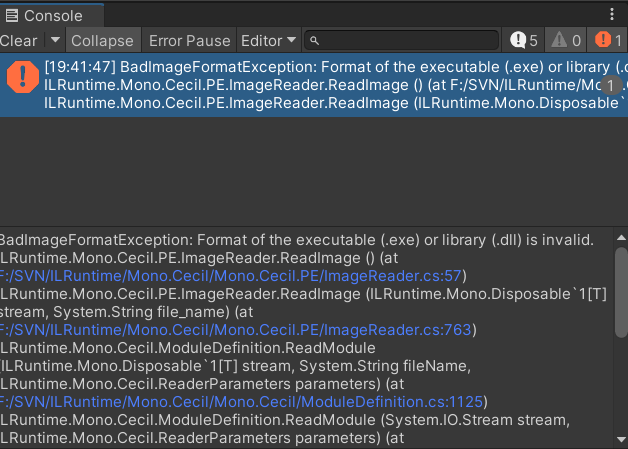 Console
Clear Collapse Error Pause Editor 5 0 1
[19:41:47] BadImageFormatException: Format of the executable (.exe) or library (.
ILRuntime.Mono.Cecil.PE.ImageReader.ReadImage () (at F:/SVN/ILRuntime/Mo 1
ILRuntime.Mono.Cecil.PE.ImageReader.ReadImage (ILRuntime.Mono.Disposable`
BadImageFormatException: Format of the executable (.exe) or library (.dll) is invalid.
ILRuntime.Mono.Cecil.PE.ImageReader.ReadImage () (at
F:/SVN/ILRuntime/Mono.Cecil/Mono.Cecil.PE/ImageReader.cs:57)
ILRuntime.Mono.Cecil.PE.ImageReader.ReadImage (ILRuntime.Mono.Disposable`1[T]
stream, System.String file_name) (at
F:/SVN/ILRuntime/Mono.Cecil/Mono.Cecil.PE/ImageReader.cs:763)
ILRuntime.Mono.Cecil.ModuleDefinition.ReadModule
(ILRuntime.Mono.Disposable`1[T] stream, System.String fileName,
ILRuntime.Mono.Cecil.ReaderParameters parameters) (at
F:/SVN/ILRuntime/Mono.Cecil/Mono.Cecil/ModuleDefinition.cs:1125)
ILRuntime.Mono.Cecil.ModuleDefinition.ReadModule (System.IO.Stream stream,
ILRuntime.Mono.Cecil.ReaderParameters parameters) (at